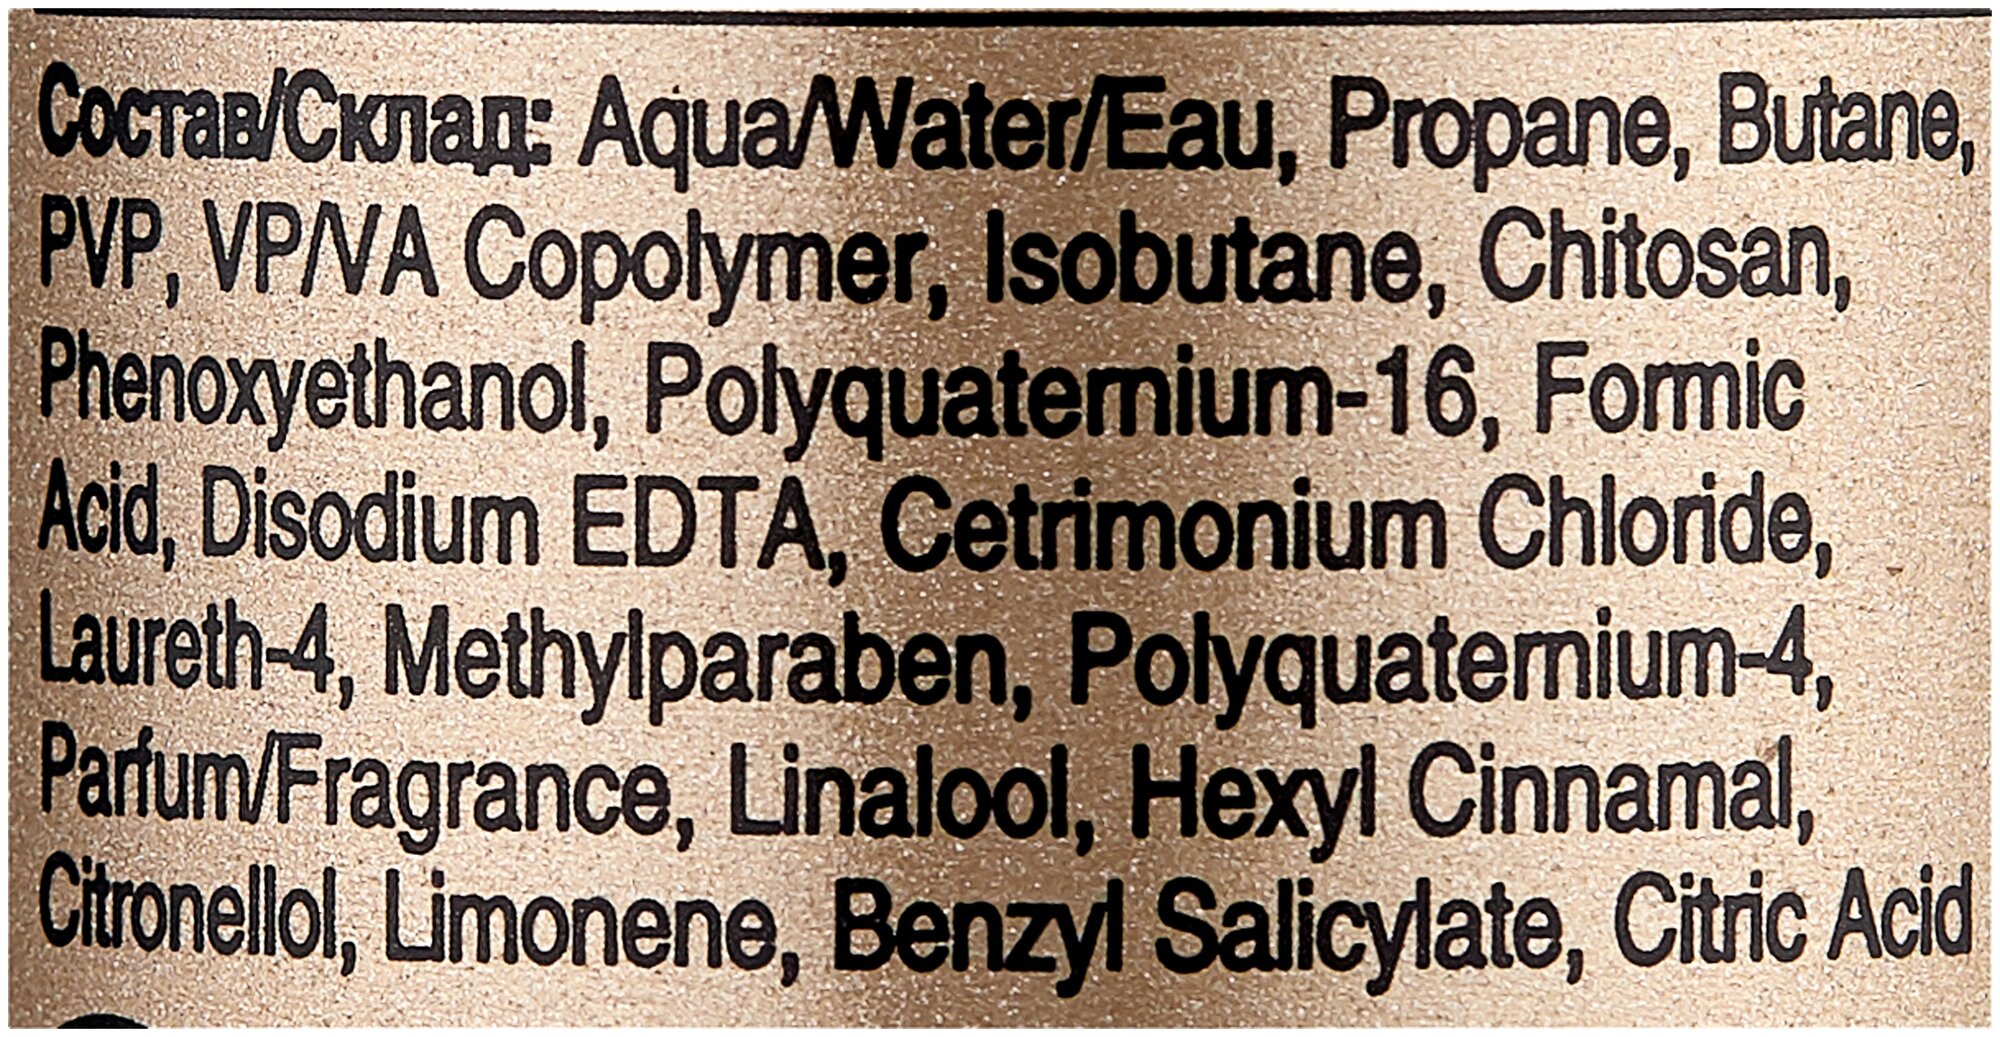 Состав/Склад: Aqua/Water/Eau, Propane, Butane,
PVP, VP/VA Copolymer, Isobutane, Chitosan,
Phenoxyethanol, Polyquaternium-16, Formic
Acid, Disodium EDTA, Cetrimonium Chloride,
Laureth-4, Methylparaben, Polyquaternium-4,
Parfum/Fragrance, Linalool, Hexyl Cinnamal,
Citronellol, Limonene, Benzyl Salicylate, Citric Acid